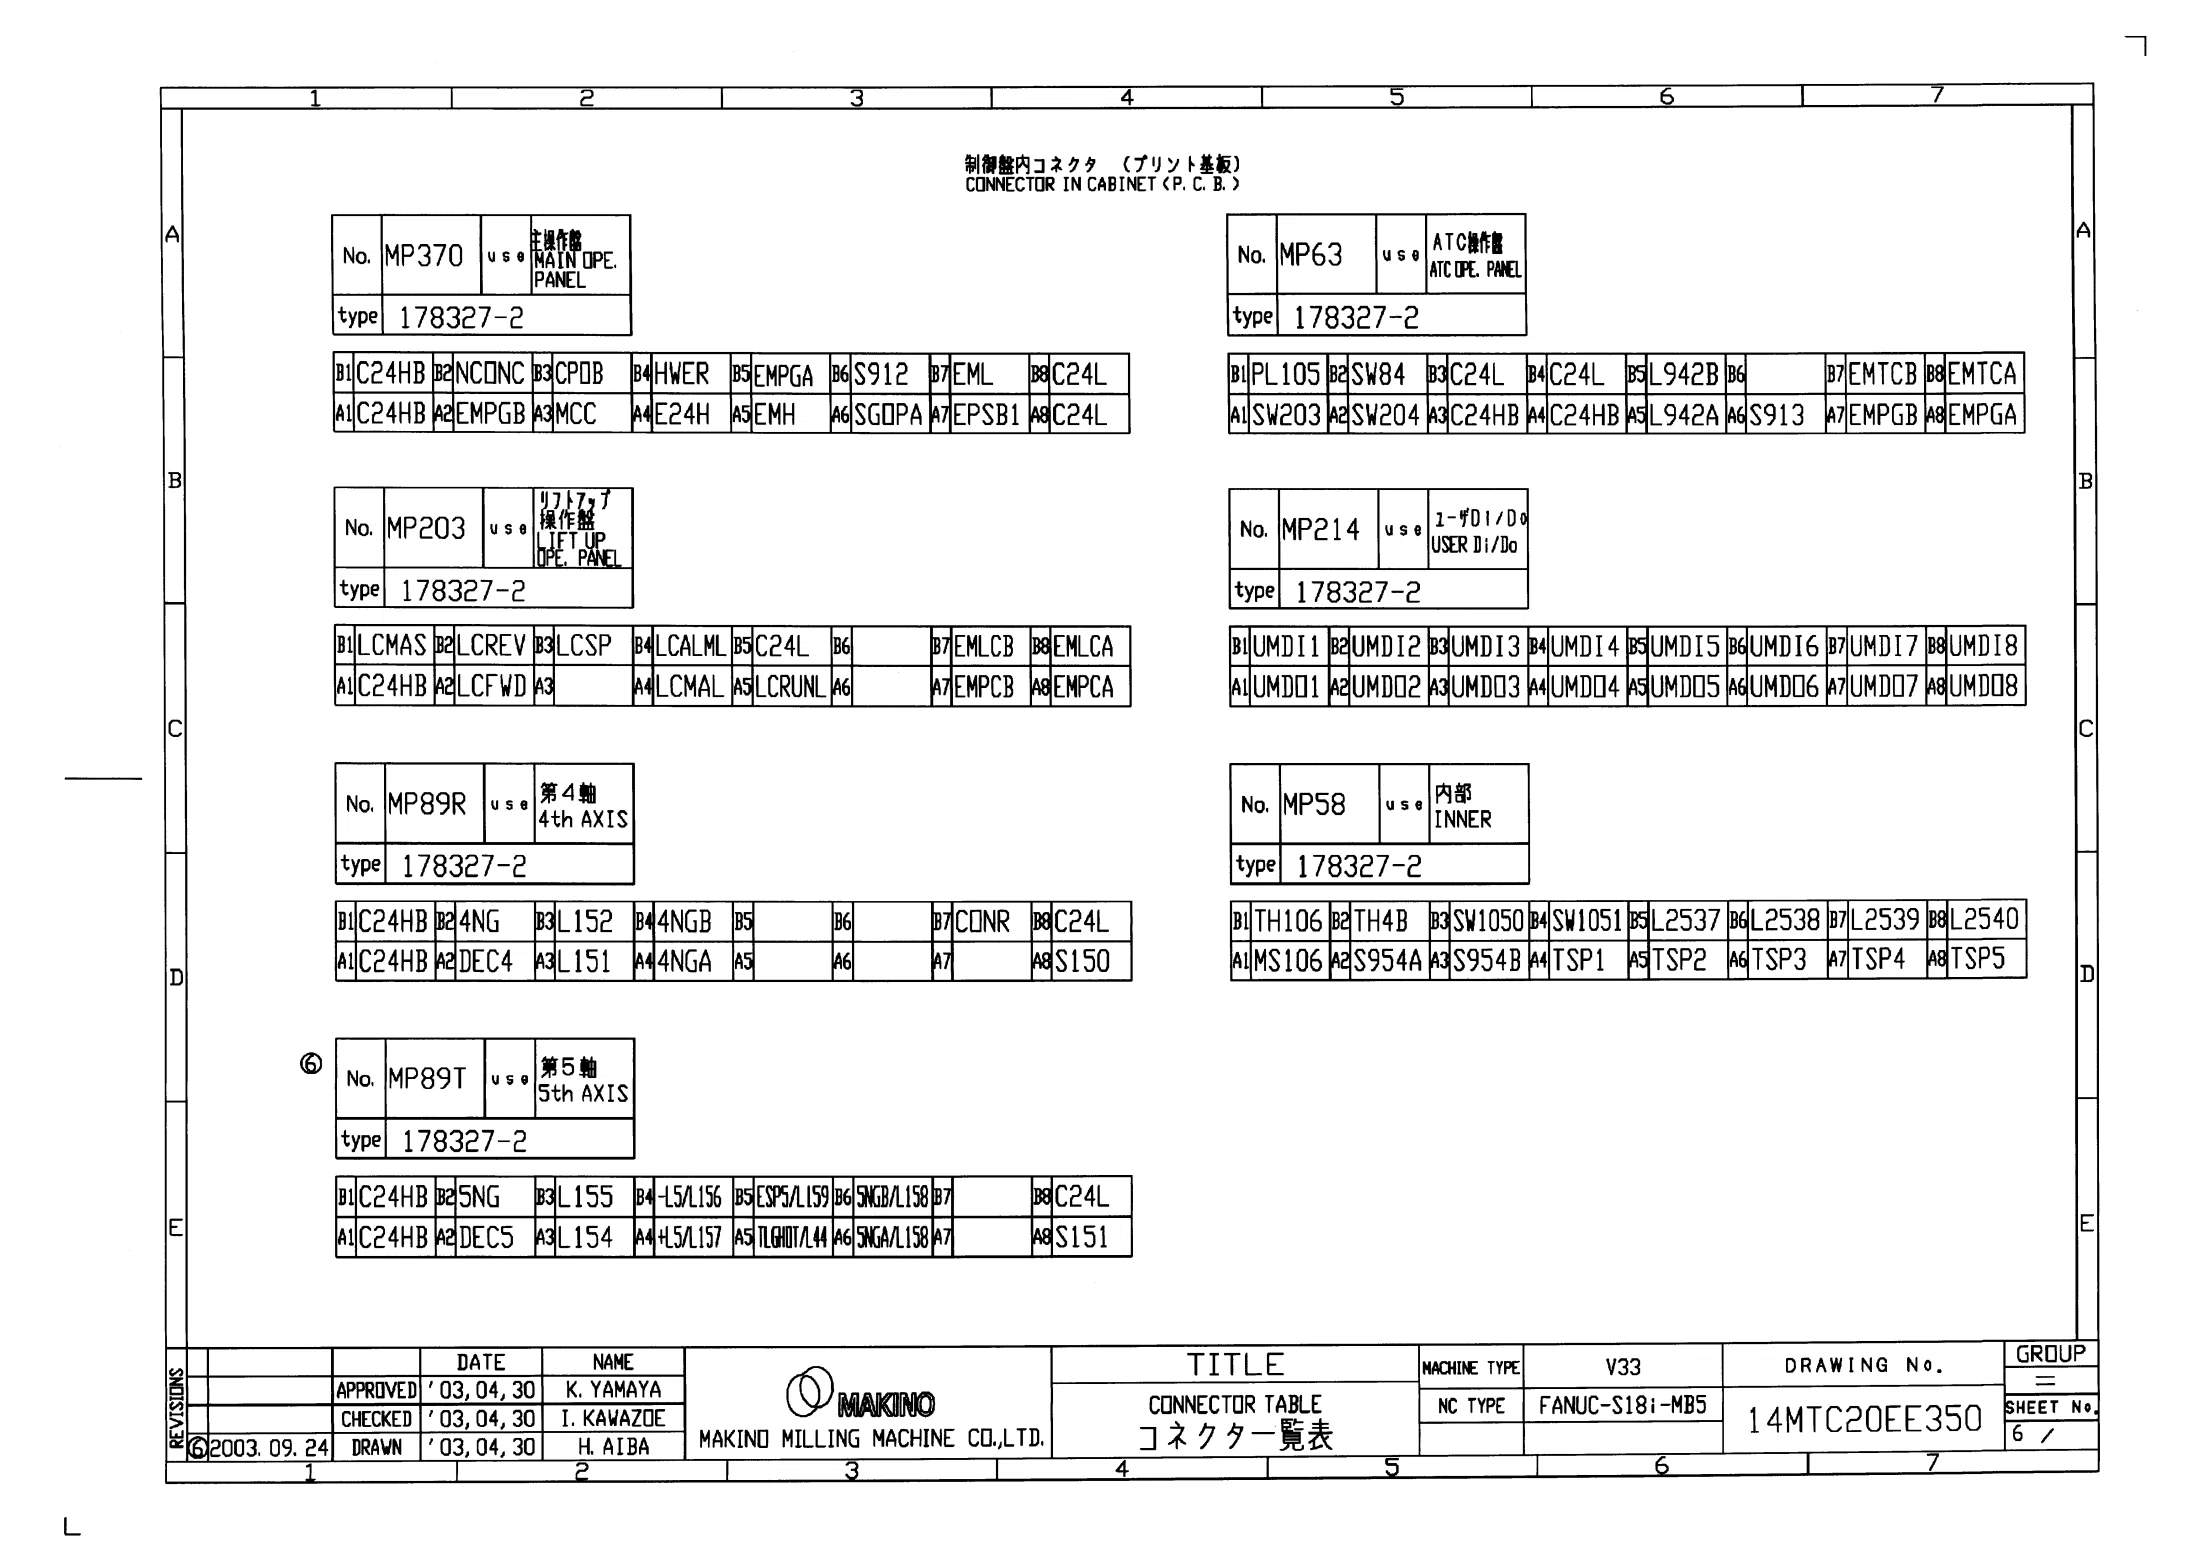 1 2 3 4 5 6 7
制御盤内コネクタ （プリント基板）
CONNECTOR IN CABINET (P. C. B. )
A
B
C
D
E
No. MP370 use 主操作盤
MAIN OPE.
PANEL
type 178327-2
B1 C24HB B2 NCONC B3 CPOB B4 HWER B5 EMPGA B6 S912 B7 EML B8 C24L
A1 C24HB A2 EMPGB A3 MCC A4 E24H A5 EMH A6 SGOPA A7 EPSB1 A8 C24L
No. MP63 use ATC操作盤
ATC OPE. PANEL
type 178327-2
B1 PL105 B2 SW84 B3 C24L B4 C24L B5 L942B B6 B7 EMTCB B8 EMTCA
A1 SW203 A2 SW204 A3 C24HB A4 C24HB A5 L942A A6 S913 A7 EMPGB A8 EMPGA
No. MP203 use リフトアップ
操作盤
LIFT UP
OPE. PANEL
type 178327-2
B1 LCMAS B2 LCREV B3 LCSP B4 LCALML B5 C24L B6 B7 EMLCB B8 EMLCA
A1 C24HB A2 LCFWD A3 A4 LCMAL A5 LCRUNL A6 A7 EMPCB A8 EMPCA
No. MP214 use ユーザDI/Do
USER Di/Do
type 178327-2
B1 UMDI1 B2 UMDI2 B3 UMDI3 B4 UMDI4 B5 UMDI5 B6 UMDI6 B7 UMDI7 B8 UMDI8
A1 UMDO1 A2 UMDO2 A3 UMDO3 A4 UMDO4 A5 UMDO5 A6 UMDO6 A7 UMDO7 A8 UMDO8
No. MP89R use 第4軸
4th AXIS
type 178327-2
B1 C24HB B2 4NG B3 L152 B4 4NGB B5 B6 B7 CONR B8 C24L
A1 C24HB A2 DEC4 A3 L151 A4 4NGA A5 A6 A7 A8 S150
No. MP58 use 内部
INNER
type 178327-2
B1 TH106 B2 TH4B B3 SW1050 B4 SW1051 B5 L2537 B6 L2538 B7 L2539 B8 L2540
A1 MS106 A2 S954A A3 S954B A4 TSP1 A5 TSP2 A6 TSP3 A7 TSP4 A8 TSP5
⑥ No. MP89T use 第5軸
5th AXIS
type 178327-2
B1 C24HB B2 5NG B3 L155 B4 -L5/L156 B5 ESP5/L159 B6 5NGB/L158 B7 B8 C24L
A1 C24HB A2 DEC5 A3 L154 A4 +L5/L157 A5 TLGHOT/L44 A6 5NGA/L158 A7 A8 S151
A
B
C
D
E
REVISIONS
⑥ 2003. 09. 24
DATE NAME
APPROVED '03, 04, 30 K. YAMAYA
CHECKED '03, 04, 30 I. KAWAZOE
DRAWN '03, 04, 30 H. AIBA
MAKINO
MAKINO MILLING MACHINE CO.,LTD.
TITLE
CONNECTOR TABLE
コネクター覧表
MACHINE TYPE V33
NC TYPE FANUC-S18i-MB5
DRAWING No.
14MTC20EE350
GROUP
=
SHEET No.
6 /
1 2 3 4 5 6 7